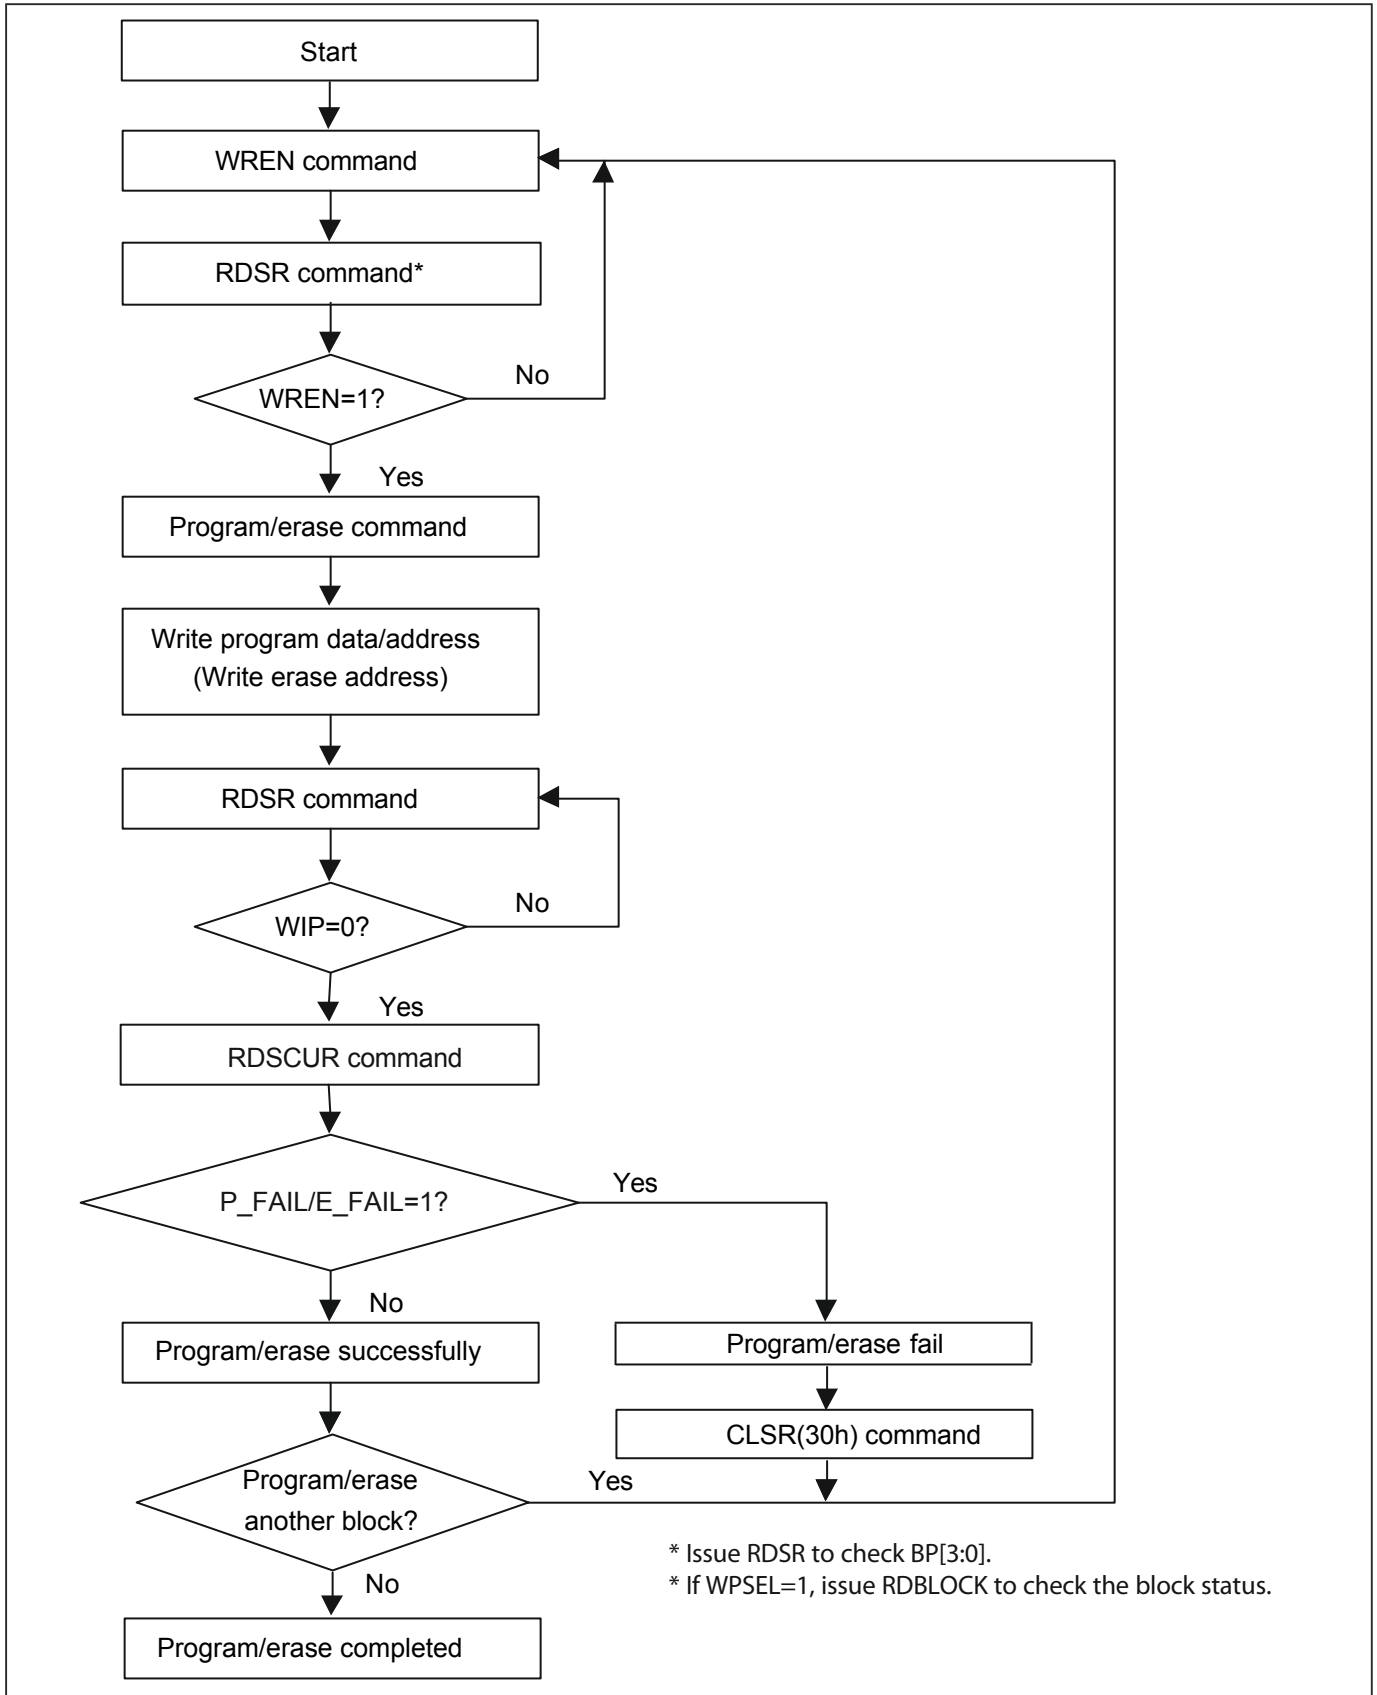 Start
WREN command
RDSR command*
WREN=1?
No
Yes
Program/erase command
Write program data/address
(Write erase address)
RDSR command
WIP=0?
No
Yes
RDSCUR command
P_FAIL/E_FAIL=1?
Yes
No
Program/erase successfully
Program/erase fail
CLSR(30h) command
Program/erase
another block?
Yes
* Issue RDSR to check BP[3:0].
* If WPSEL=1, issue RDBLOCK to check the block status.
No
Program/erase completed